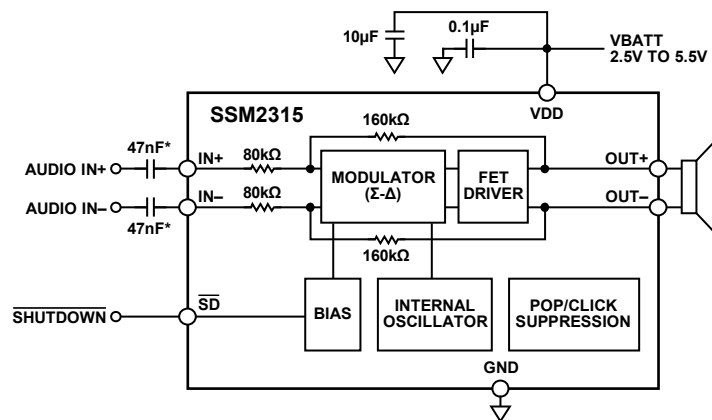 10μF
0.1μF
VBATT
2.5V TO 5.5V
SSM2315
VDD
160kΩ
47nF*
AUDIO IN+
IN+
80kΩ
MODULATOR
(Σ-Δ)
FET
DRIVER
OUT+
AUDIO IN–
IN–
80kΩ
OUT–
47nF*
160kΩ
SHUTDOWN
SD
BIAS
INTERNAL
OSCILLATOR
POP/CLICK
SUPPRESSION
GND